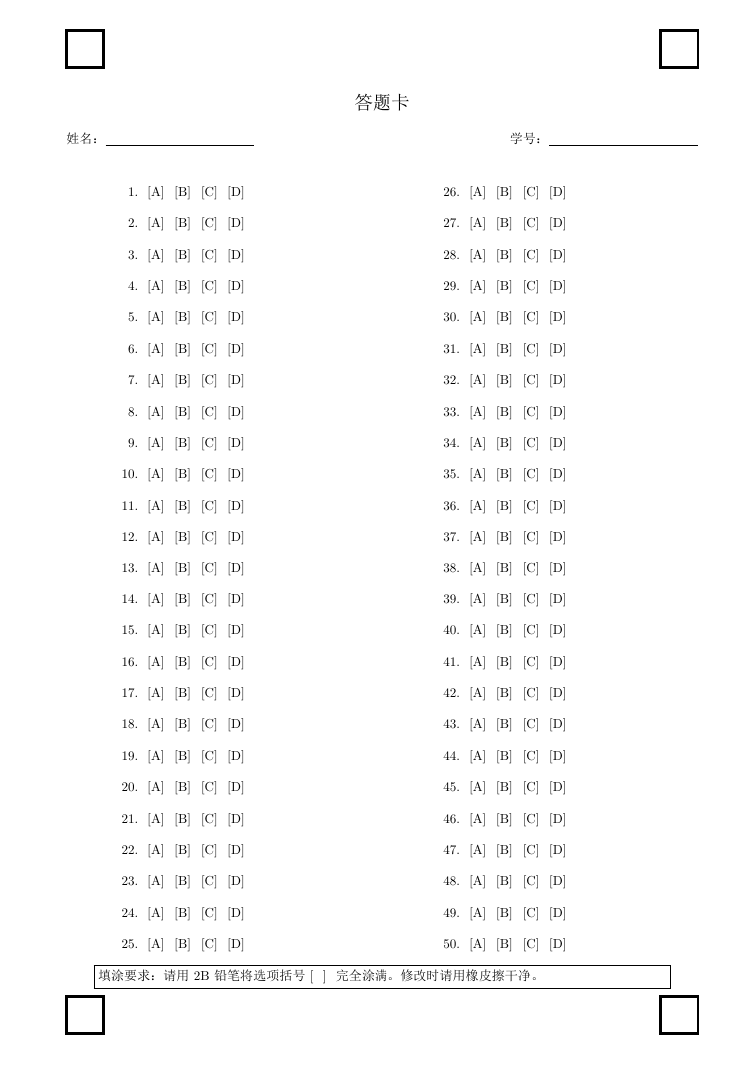 答题卡
姓名： 学号：
1. [A] [B] [C] [D]
2. [A] [B] [C] [D]
3. [A] [B] [C] [D]
4. [A] [B] [C] [D]
5. [A] [B] [C] [D]
6. [A] [B] [C] [D]
7. [A] [B] [C] [D]
8. [A] [B] [C] [D]
9. [A] [B] [C] [D]
10. [A] [B] [C] [D]
11. [A] [B] [C] [D]
12. [A] [B] [C] [D]
13. [A] [B] [C] [D]
14. [A] [B] [C] [D]
15. [A] [B] [C] [D]
16. [A] [B] [C] [D]
17. [A] [B] [C] [D]
18. [A] [B] [C] [D]
19. [A] [B] [C] [D]
20. [A] [B] [C] [D]
21. [A] [B] [C] [D]
22. [A] [B] [C] [D]
23. [A] [B] [C] [D]
24. [A] [B] [C] [D]
25. [A] [B] [C] [D]
26. [A] [B] [C] [D]
27. [A] [B] [C] [D]
28. [A] [B] [C] [D]
29. [A] [B] [C] [D]
30. [A] [B] [C] [D]
31. [A] [B] [C] [D]
32. [A] [B] [C] [D]
33. [A] [B] [C] [D]
34. [A] [B] [C] [D]
35. [A] [B] [C] [D]
36. [A] [B] [C] [D]
37. [A] [B] [C] [D]
38. [A] [B] [C] [D]
39. [A] [B] [C] [D]
40. [A] [B] [C] [D]
41. [A] [B] [C] [D]
42. [A] [B] [C] [D]
43. [A] [B] [C] [D]
44. [A] [B] [C] [D]
45. [A] [B] [C] [D]
46. [A] [B] [C] [D]
47. [A] [B] [C] [D]
48. [A] [B] [C] [D]
49. [A] [B] [C] [D]
50. [A] [B] [C] [D]
填涂要求：请用 2B 铅笔将选项括号 [ ] 完全涂满。修改时请用橡皮擦干净。